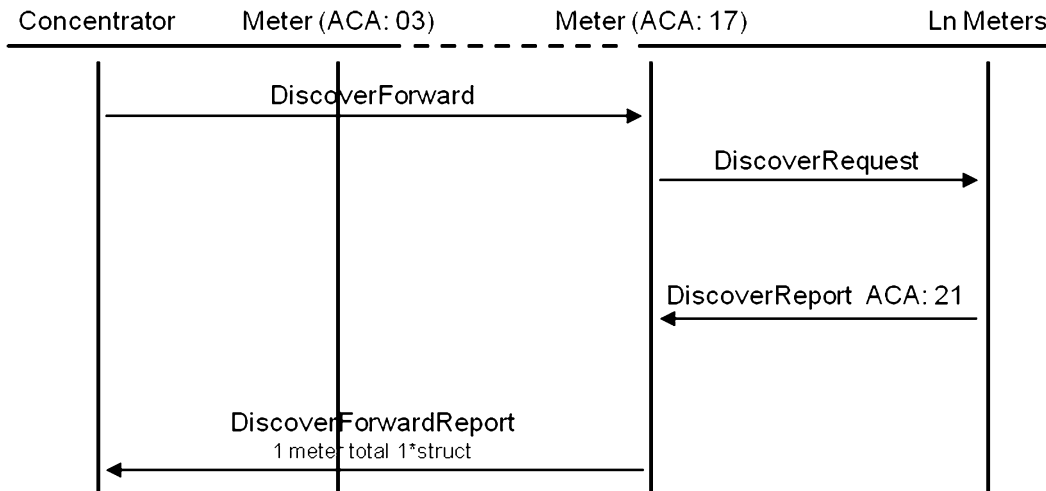 Concentrator Meter (ACA: 03) Meter (ACA: 17) Ln Meters
DiscoverForward
DiscoverRequest
DiscoverReport ACA: 21
DiscoverForwardReport
1 meter total 1*struct